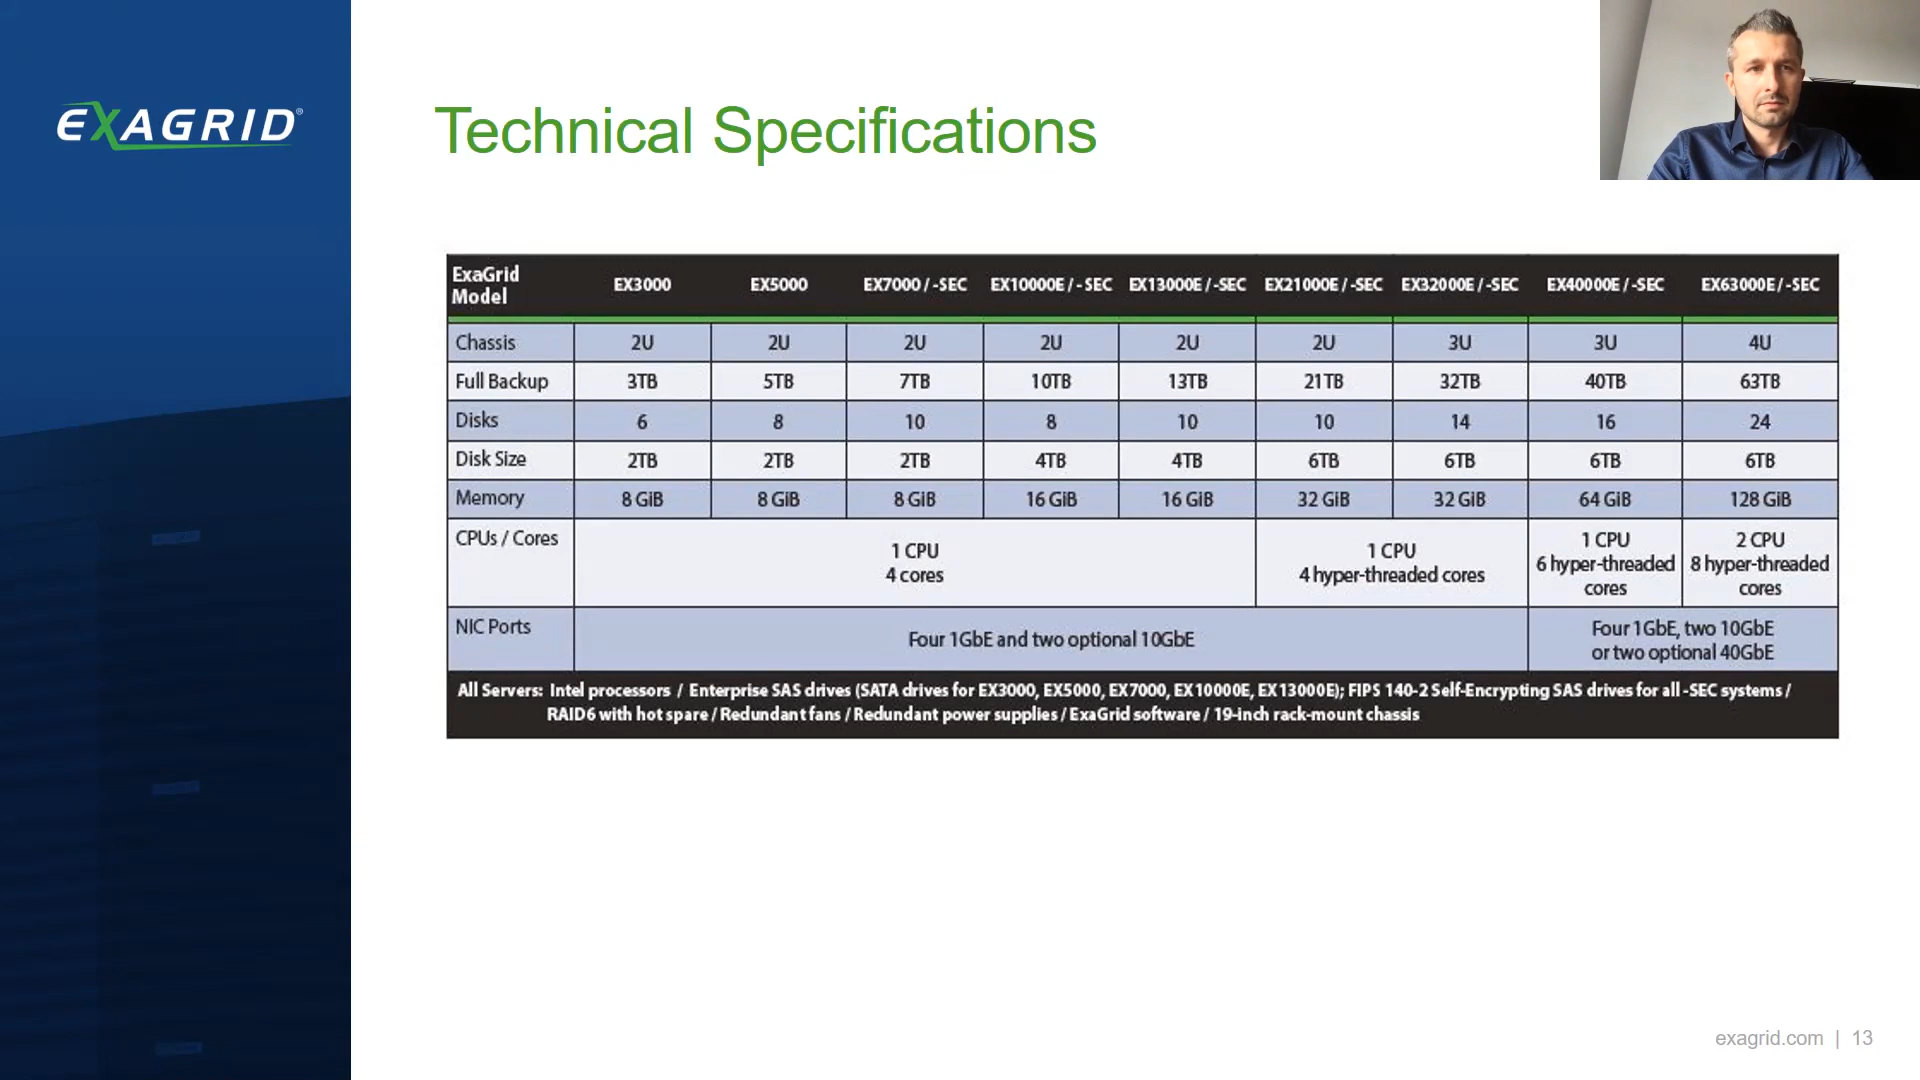 EXAGRID®
Technical Specifications
ExaGrid Model EX3000 EX5000 EX7000 / -SEC EX10000E / - SEC EX13000E / -SEC EX21000E / -SEC EX32000E / -SEC EX40000E / -SEC EX63000E / -SEC
Chassis 2U 2U 2U 2U 2U 2U 3U 3U 4U
Full Backup 3TB 5TB 7TB 10TB 13TB 21TB 32TB 40TB 63TB
Disks 6 8 10 8 10 10 14 16 24
Disk Size 2TB 2TB 2TB 4TB 4TB 6TB 6TB 6TB 6TB
Memory 8 GiB 8 GiB 8 GiB 16 GiB 16 GiB 32 GiB 32 GiB 64 GiB 128 GiB
CPUs / Cores
1 CPU
4 cores
1 CPU
4 hyper-threaded cores
1 CPU
6 hyper-threaded
cores
2 CPU
8 hyper-threaded
cores
NIC Ports
Four 1GbE and two optional 10GbE
Four 1GbE, two 10GbE
or two optional 40GbE
All Servers: Intel processors / Enterprise SAS drives (SATA drives for EX3000, EX5000, EX7000, EX10000E, EX13000E); FIPS 140-2 Self-Encrypting SAS drives for all -SEC systems /
RAID6 with hot spare / Redundant fans / Redundant power supplies / ExaGrid software / 19-inch rack-mount chassis
exagrid.com | 13